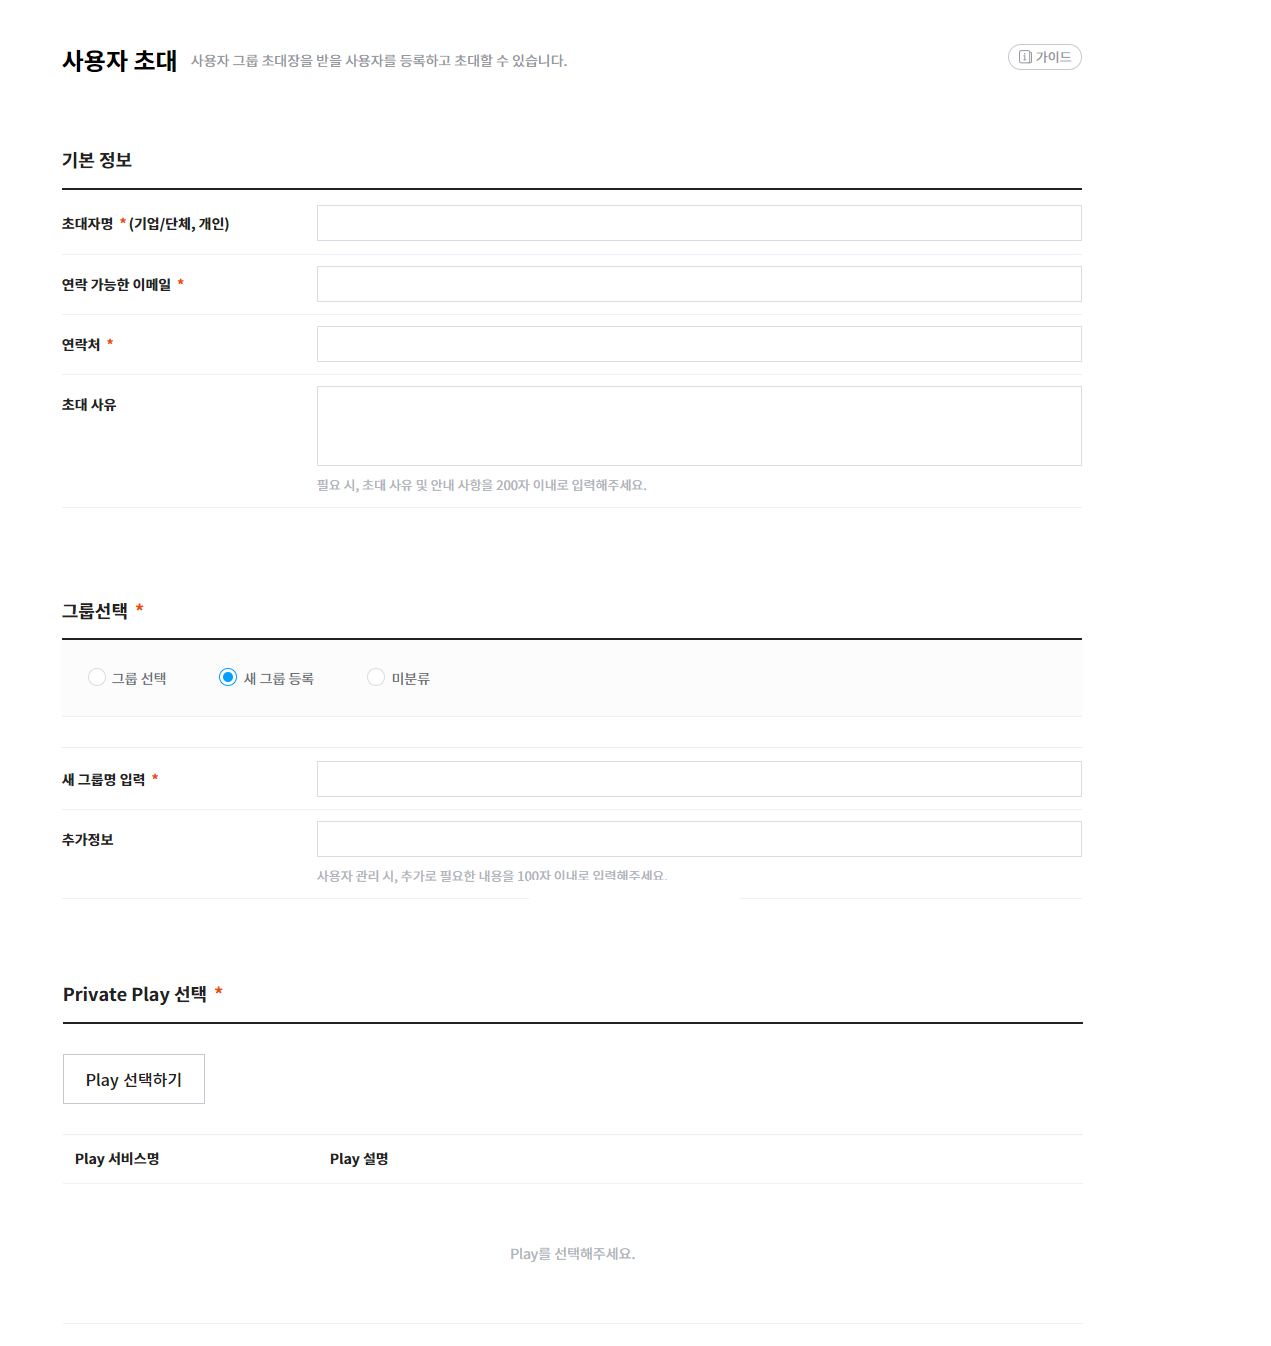 사용자 초대 사용자 그룹 초대장을 받을 사용자를 등록하고 초대할 수 있습니다. 가이드
기본 정보
초대자명 * (기업/단체, 개인)
연락 가능한 이메일 *
연락처 *
초대 사유
필요 시, 초대 사유 및 안내 사항을 200자 이내로 입력해주세요.
그룹선택 *
그룹 선택 새 그룹 등록 미분류
새 그룹명 입력 *
추가정보
사용자 관리 시, 추가로 필요한 내용을 100자 이내로 입력해주세요.
Private Play 선택 *
Play 선택하기
Play 서비스명 Play 설명
Play를 선택해주세요.